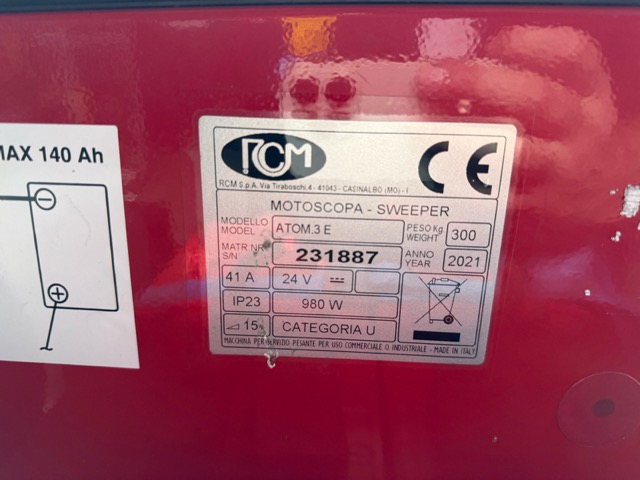 MAX 140 Ah
RCM
CE
RCM S.p.A. Via Tiraboschi,4 - 41043 - CASINALBO (MO) - I
MOTOSCOPA - SWEEPER
MODELLO
MODEL
ATOM.3 E
PESO Kg.
WEIGHT
300
MATR.NR.
S/N
231887
ANNO
YEAR
2021
41 A
24 V
IP23
980 W
15
CATEGORIA U
MACCHINA PER SERVIZIO PESANTE PER USO COMMERCIALE O INDUSTRIALE - MADE IN ITALY